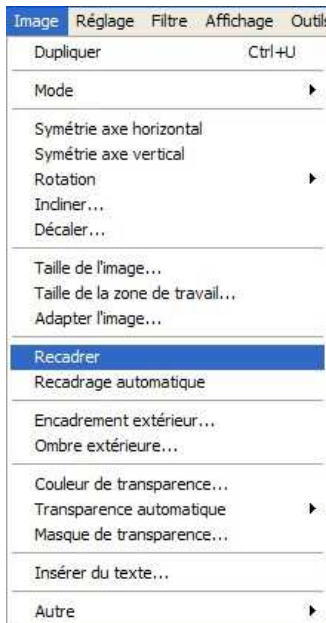 Image Réglage Filtre Affichage Outils
Dupliquer Ctrl+U
Mode
Symétrie axe horizontal
Symétrie axe vertical
Rotation
Incliner...
Décaler...
Taille de l'image...
Taille de la zone de travail...
Adapter l'image...
Recadrer
Recadrage automatique
Encadrement extérieur...
Ombre extérieure...
Couleur de transparence...
Transparence automatique
Masque de transparence...
Insérer du texte...
Autre